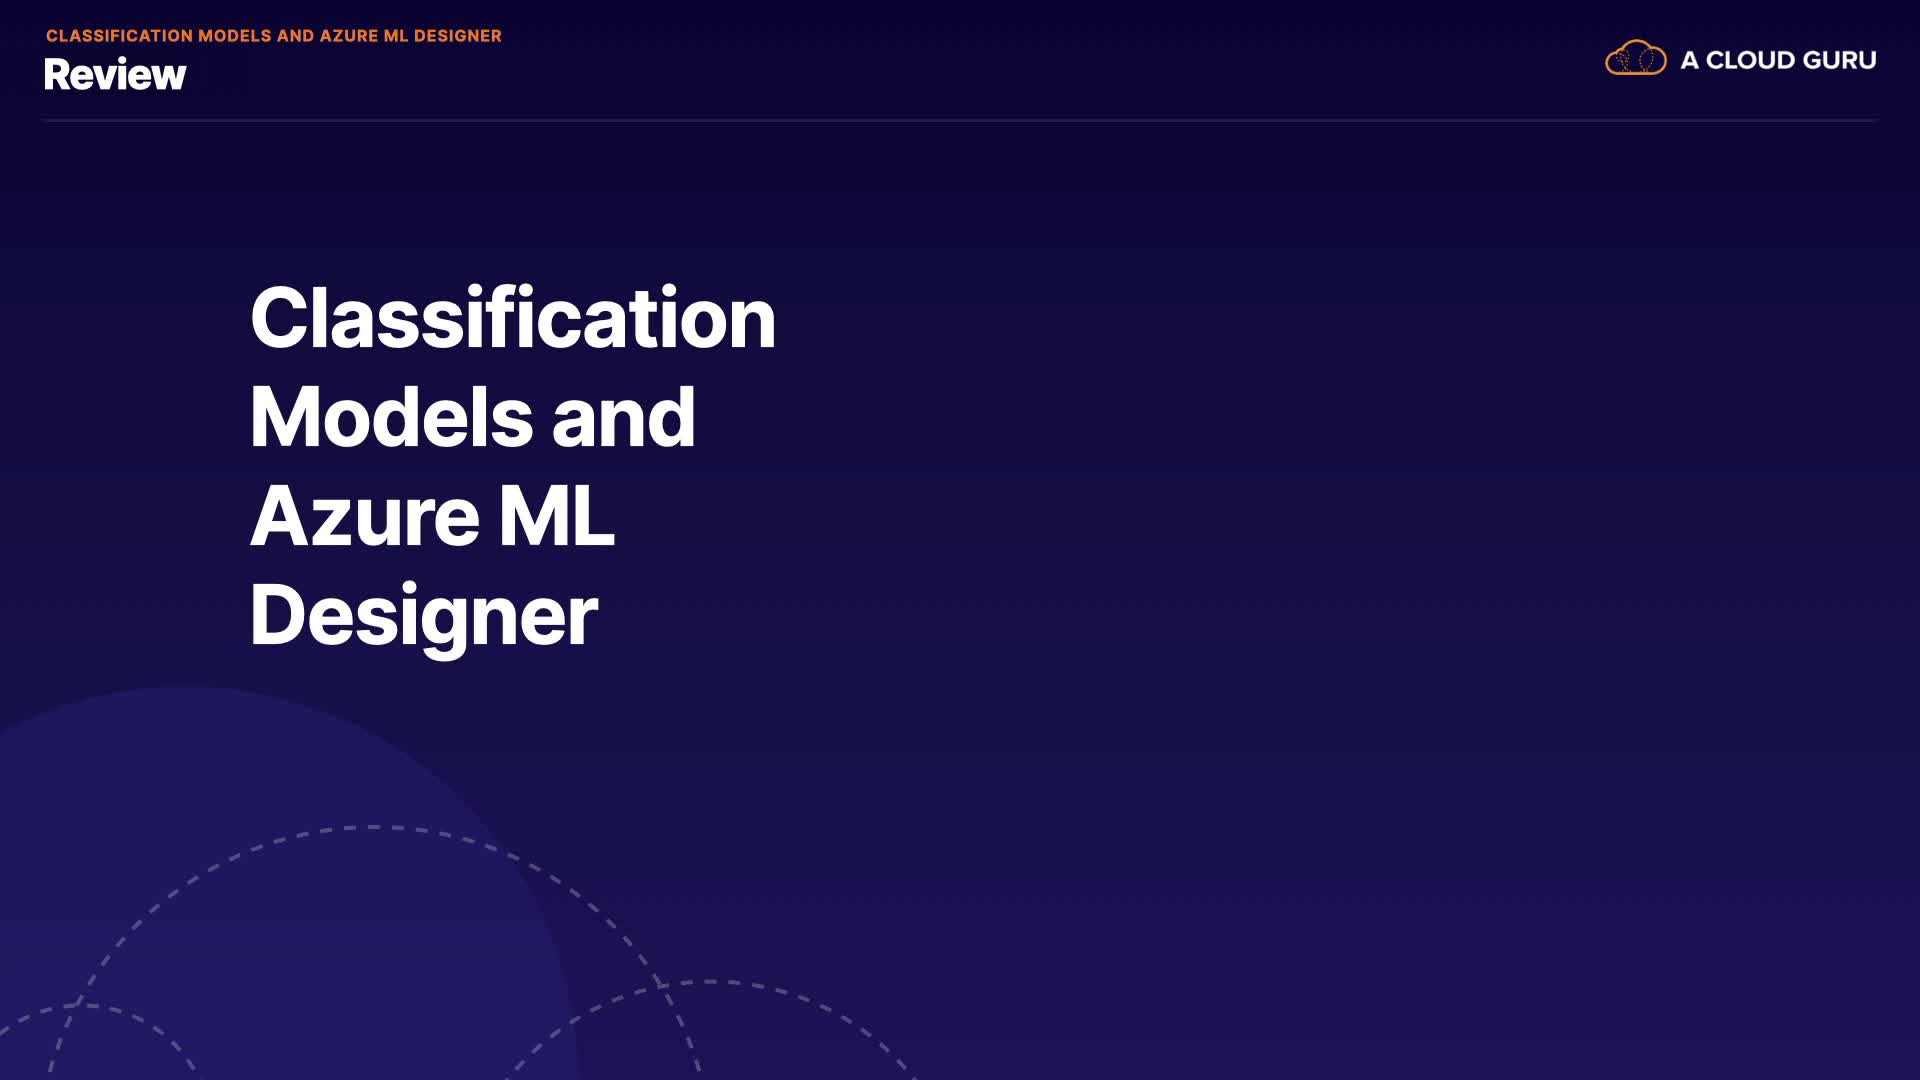 CLASSIFICATION MODELS AND AZURE ML DESIGNER
Review
A CLOUD GURU
Classification
Models and
Azure ML
Designer